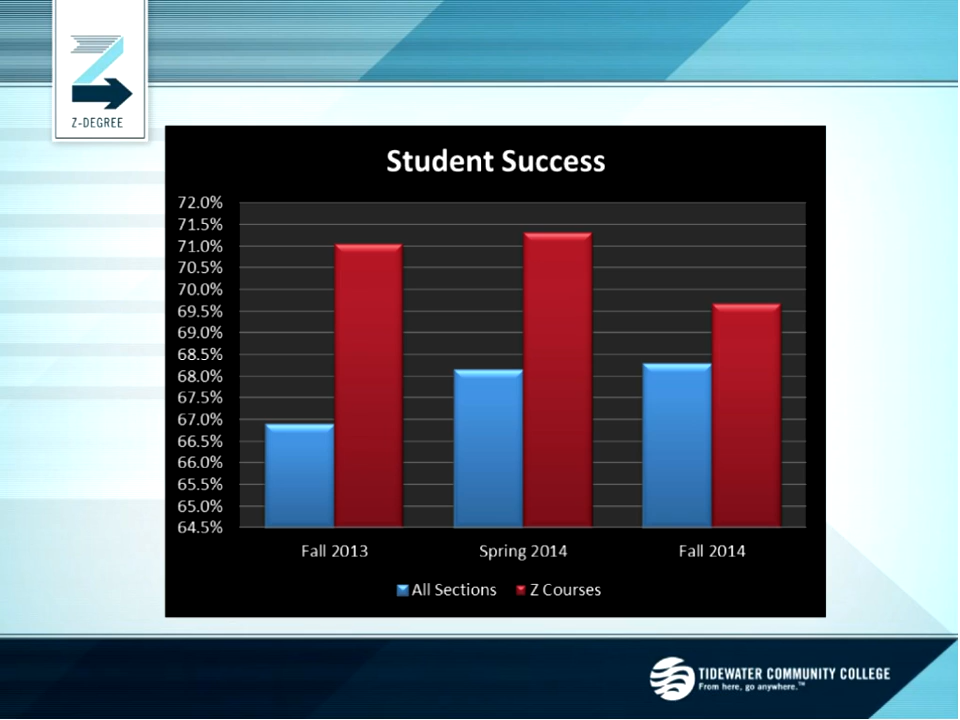 Z-DEGREE
Student Success
72.0%
71.5%
71.0%
70.5%
70.0%
69.5%
69.0%
68.5%
68.0%
67.5%
67.0%
66.5%
66.0%
65.5%
65.0%
64.5%
Fall 2013 Spring 2014 Fall 2014
All Sections Z Courses
TIDEWATER COMMUNITY COLLEGE
From here, go anywhere.™